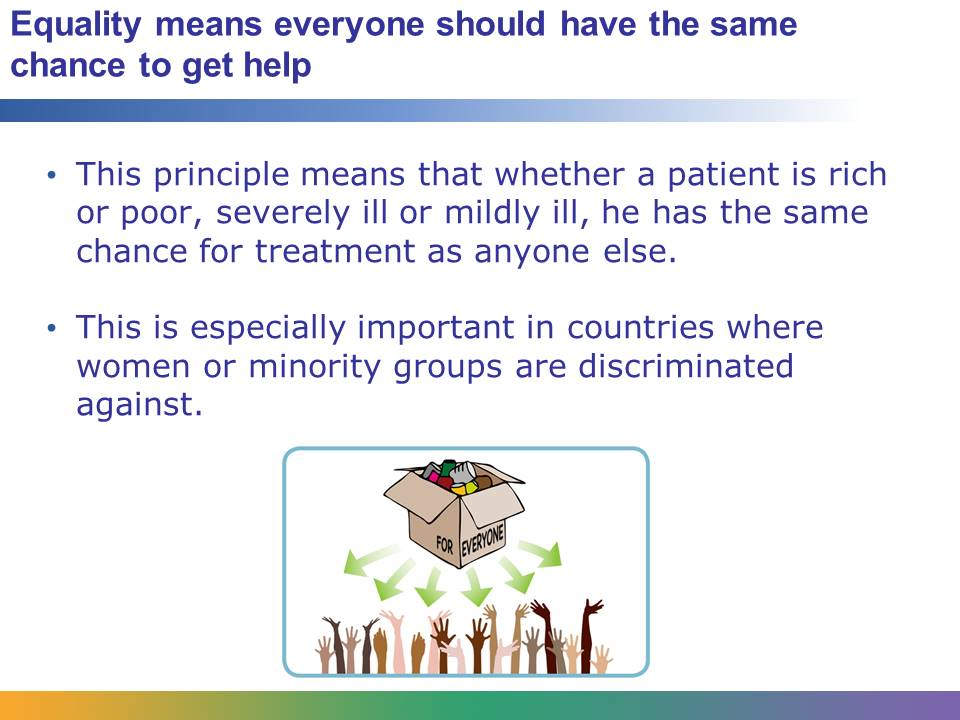 Equality means everyone should have the same
chance to get help
• This principle means that whether a patient is rich
or poor, severely ill or mildly ill, he has the same
chance for treatment as anyone else.
• This is especially important in countries where
women or minority groups are discriminated
against.
FOR EVERYONE